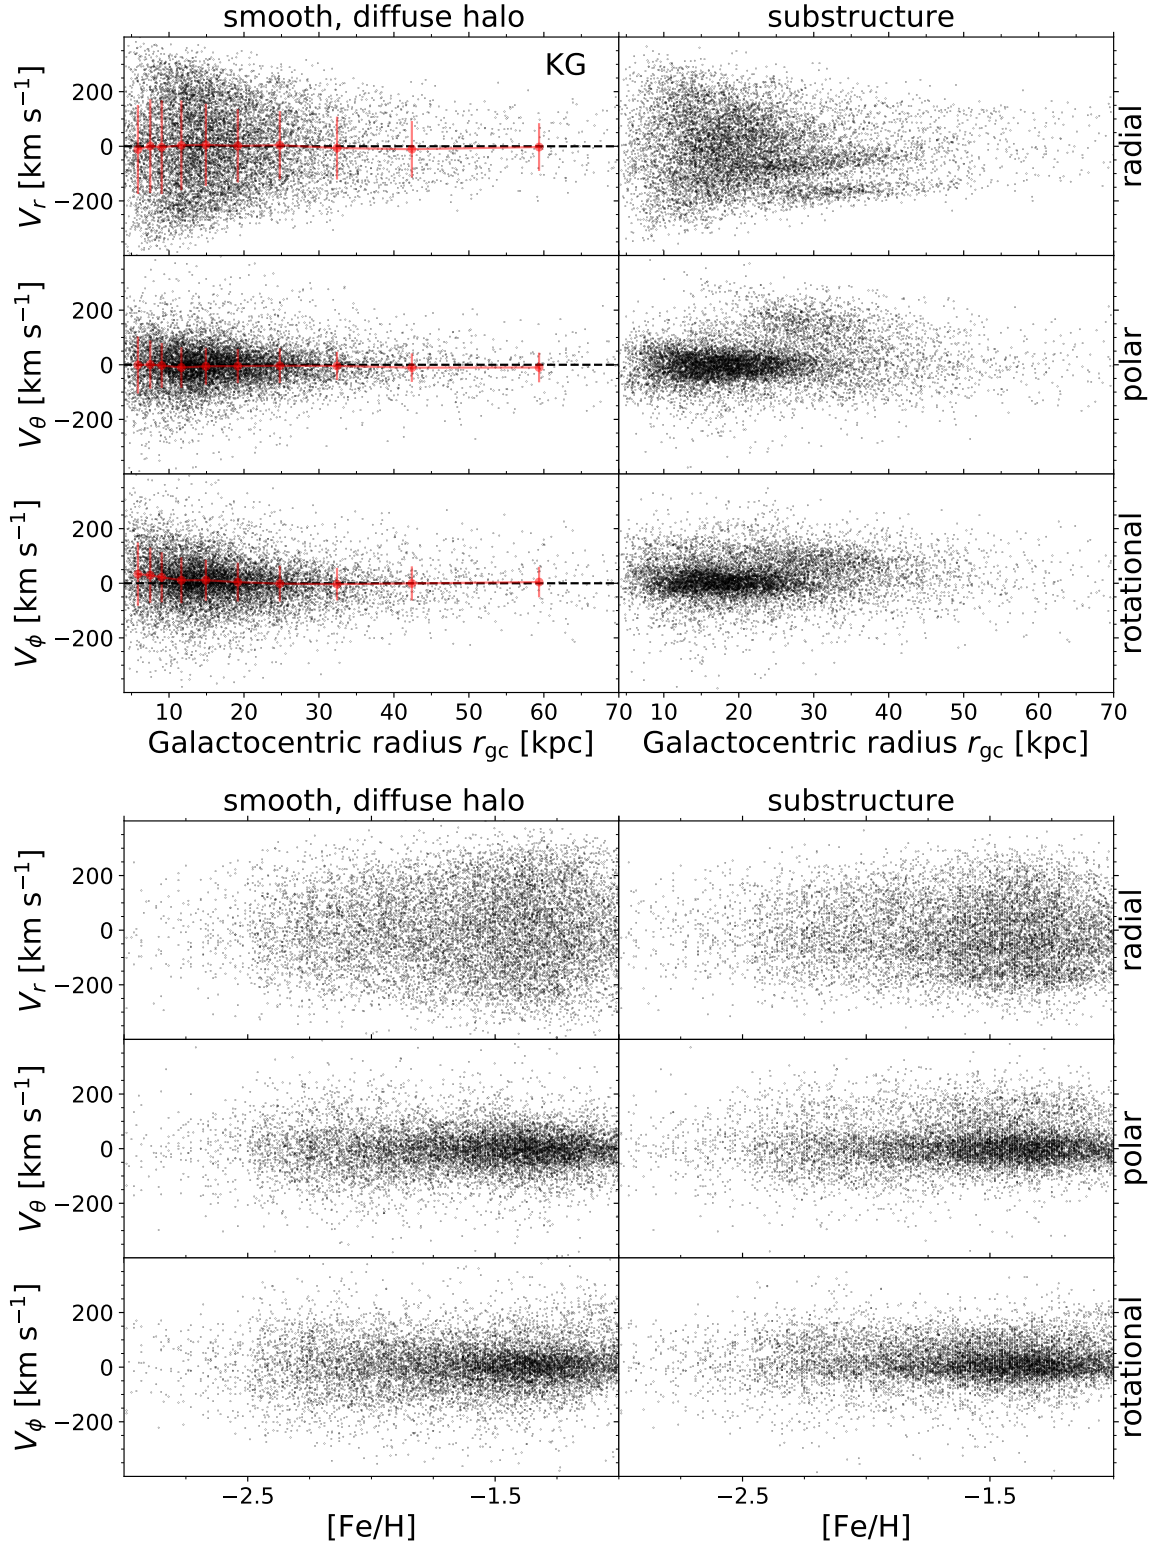 smooth, diffuse halo substructure
KG
V_r [km s⁻¹] 200 0 −200 radial
V_θ [km s⁻¹] 200 0 −200 polar
V_ϕ [km s⁻¹] 200 0 −200 rotational
10 20 30 40 50 60 70 10 20 30 40 50 60 70
Galactocentric radius r_gc [kpc] Galactocentric radius r_gc [kpc]
smooth, diffuse halo substructure
V_r [km s⁻¹] 200 0 −200 radial
V_θ [km s⁻¹] 200 0 −200 polar
V_ϕ [km s⁻¹] 200 0 −200 rotational
−2.5 −1.5 −2.5 −1.5
[Fe/H] [Fe/H]